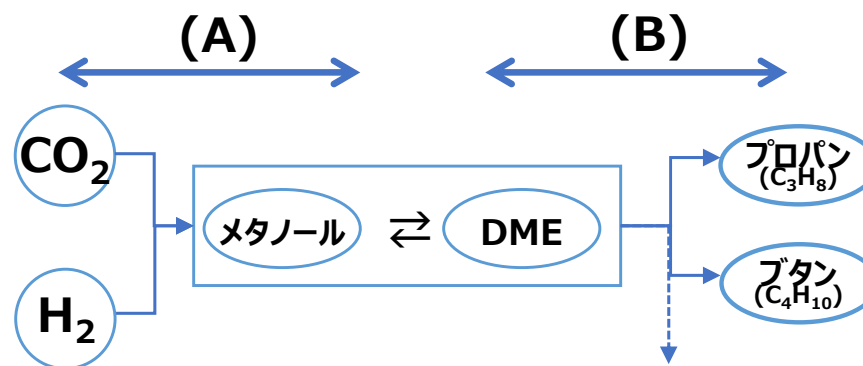 (A)
(B)
CO₂
H₂
メタノール
⇄
DME
プロパン
(C₃H₈)
ブタン
(C₄H₁₀)